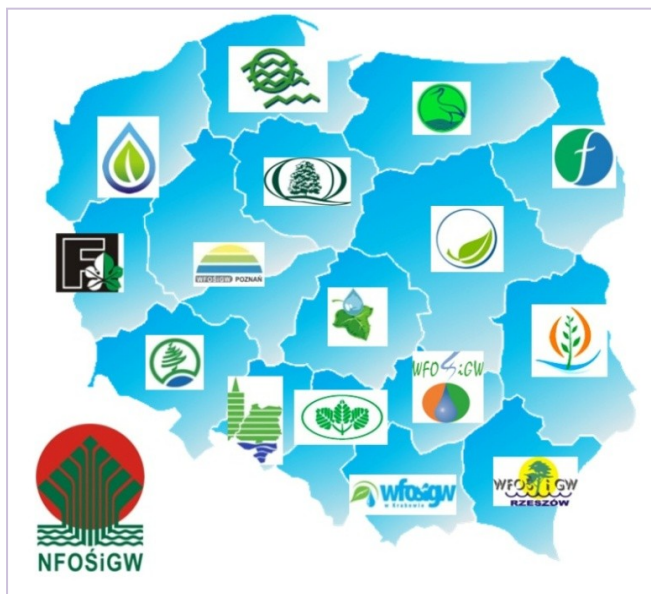 F
f
WFOŚiGW POZNAŃ
WFOŚiGW
wfośigw
w Krakowie
WFOŚiGW
RZESZÓW
NFOŚiGW